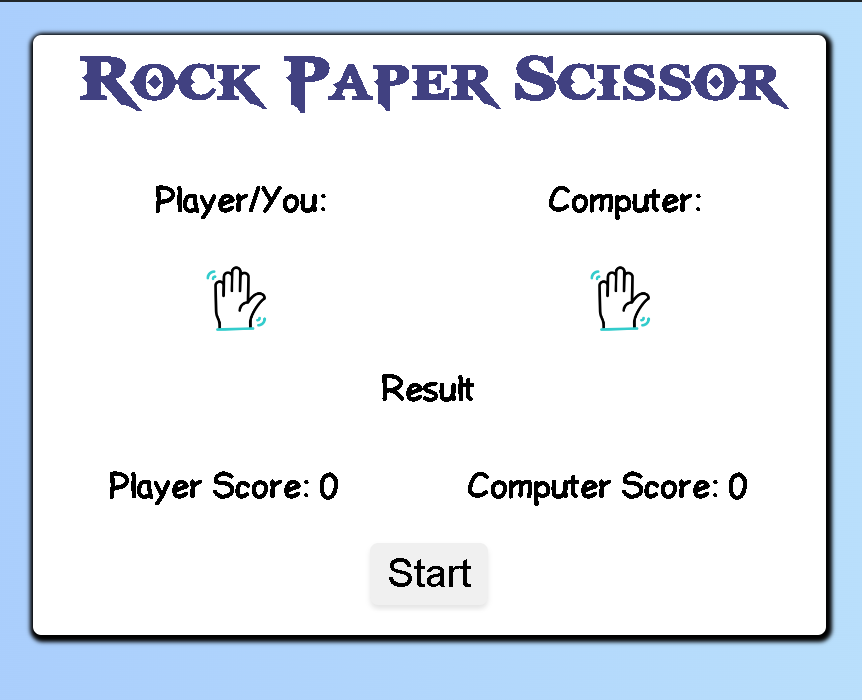 Rock Paper Scissor
Player/You: Computer:
Result
Player Score: 0 Computer Score: 0
Start